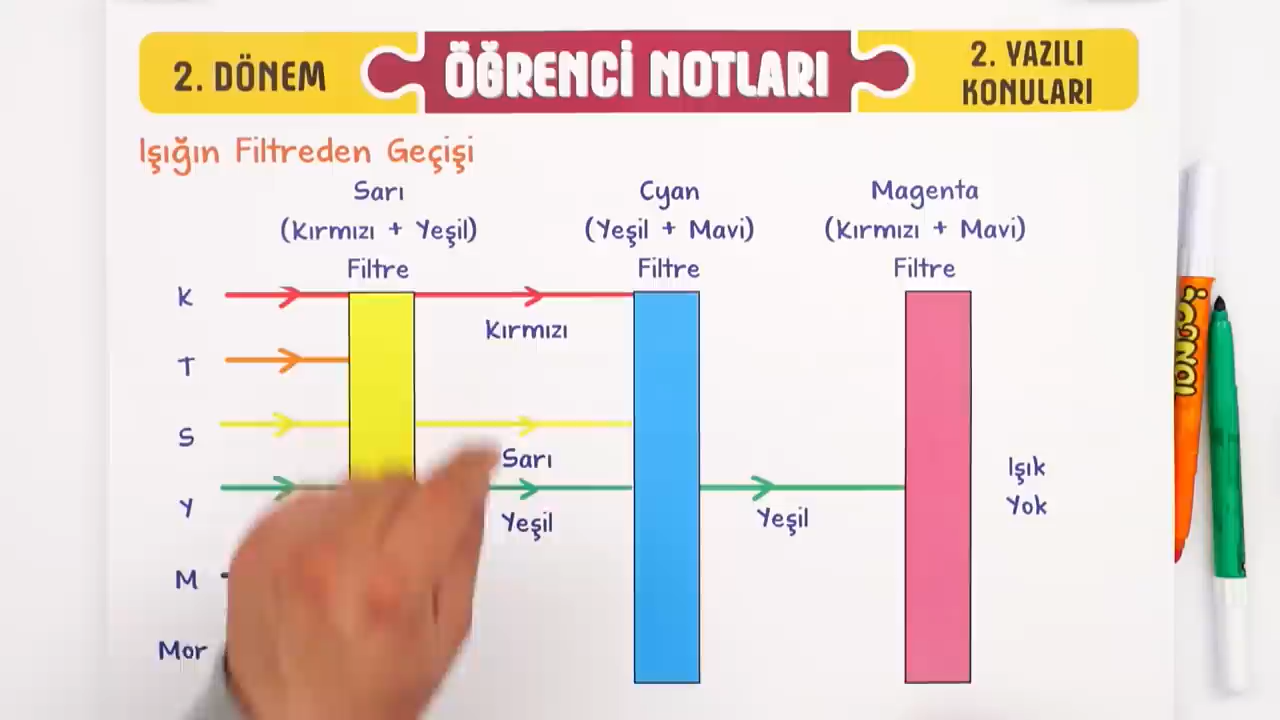 2. DÖNEM
ÖĞRENCİ NOTLARI
2. YAZILI
KONULARI
Işığın Filtreden Geçişi
Sarı
(Kırmızı + Yeşil)
Filtre
Cyan
(Yeşil + Mavi)
Filtre
Magenta
(Kırmızı + Mavi)
Filtre
K
Kırmızı
T
S
Sarı
Y
Yeşil
Yeşil
Işık
Yok
M
Mor